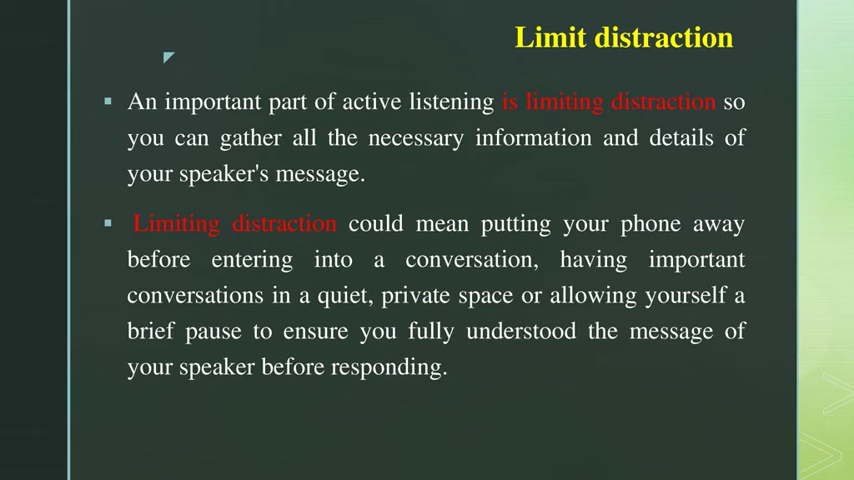 Limit distraction
An important part of active listening is limiting distraction so
you can gather all the necessary information and details of
your speaker's message.
Limiting distraction could mean putting your phone away
before entering into a conversation, having important
conversations in a quiet, private space or allowing yourself a
brief pause to ensure you fully understood the message of
your speaker before responding.